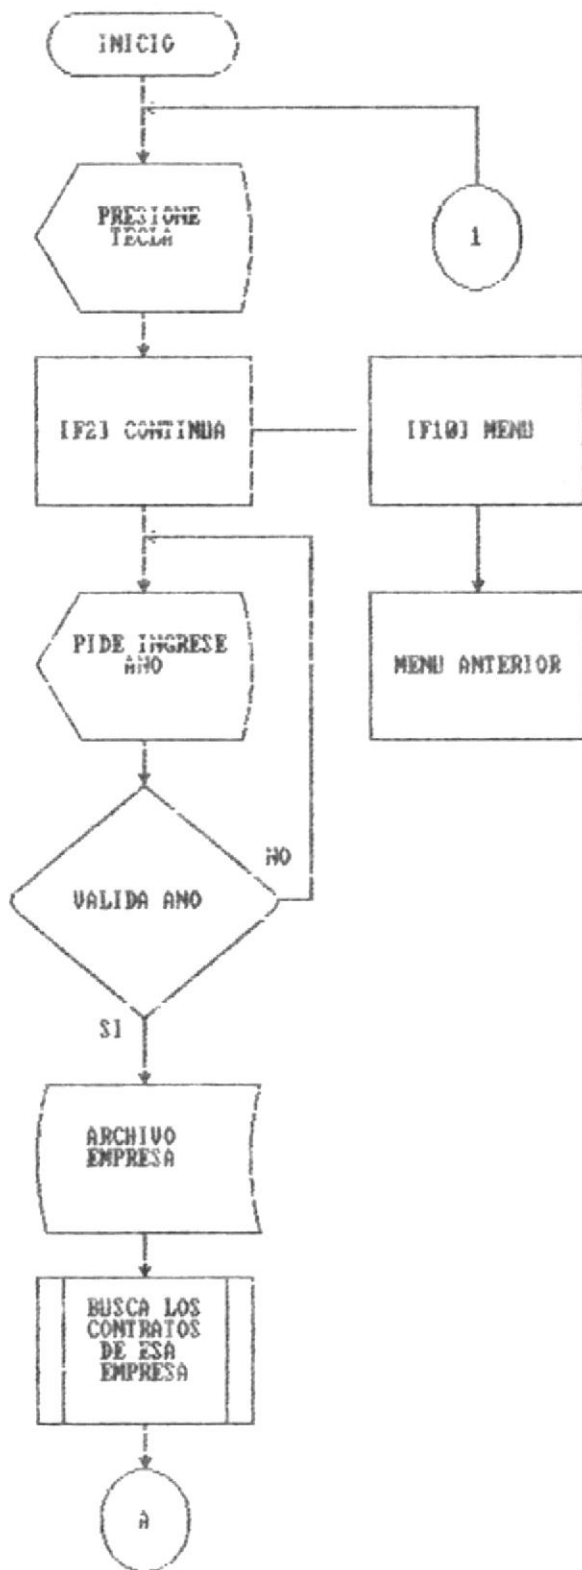 INICIO
PRESIONE
TECLA
1
[F2] CONTINUA
[F10] MENU
PIDE INGRESE
ANO
MENU ANTERIOR
NO
VALIDA ANO
SI
ARCHIVO
EMPRESA
BUSCA LOS
CONTRATOS
DE ESA
EMPRESA
A